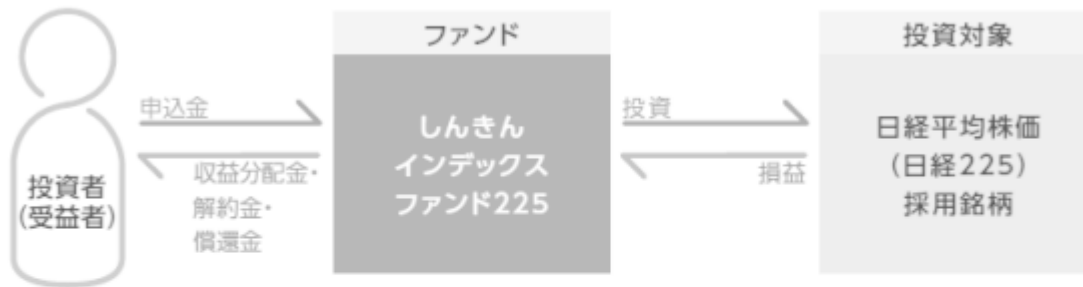 投資者
(受益者)
申込金
収益分配金・
解約金・
償還金
ファンド
しんきん
インデックス
ファンド225
投資
損益
投資対象
日経平均株価
(日経225)
採用銘柄